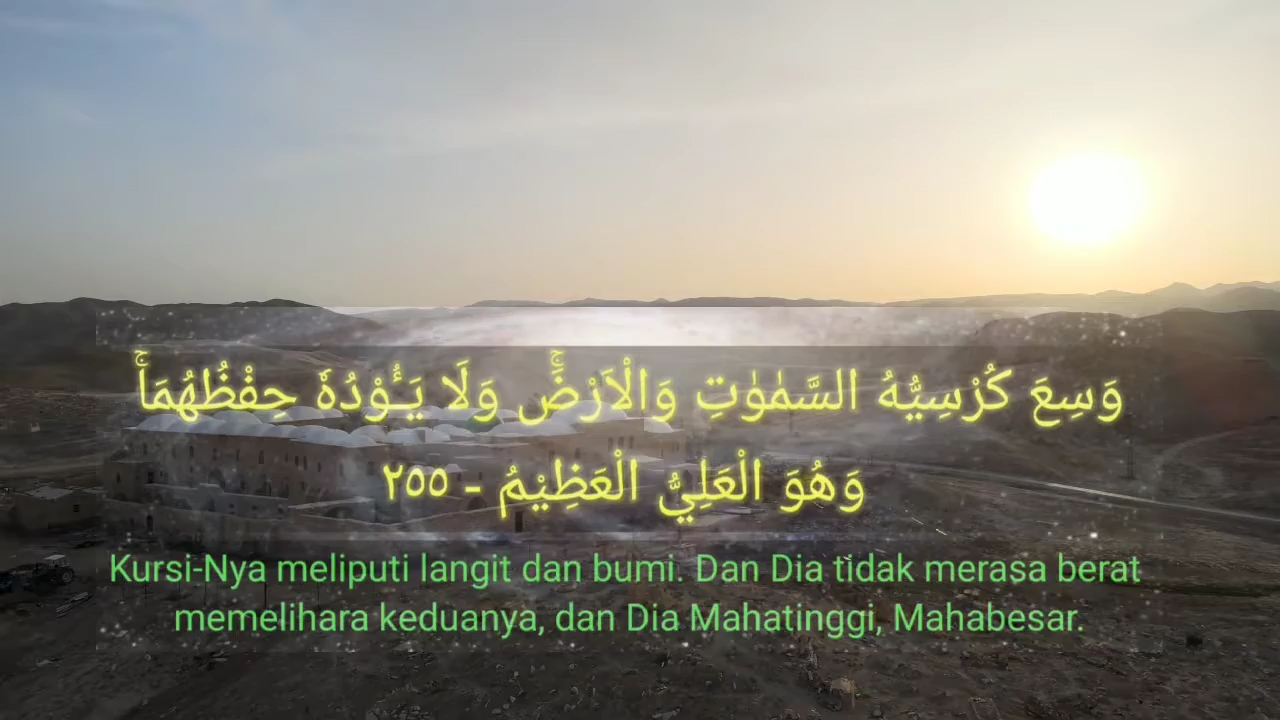 وَسِعَ كُرْسِيُّهُ السَّمٰوٰتِ وَالْاَرْضَۚ وَلَا يَـُٔوْدُهٗ حِفْظُهُمَاۚ
وَهُوَ الْعَلِيُّ الْعَظِيْمُ - ٢٥٥
Kursi-Nya meliputi langit dan bumi. Dan Dia tidak merasa berat
memelihara keduanya, dan Dia Mahatinggi, Mahabesar.